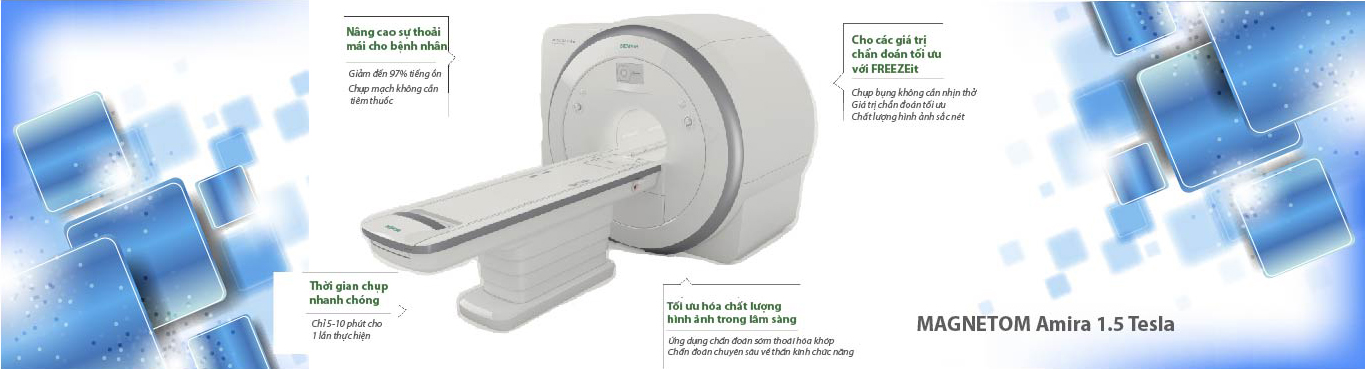 Nâng cao sự thoải
mái cho bệnh nhân
Giảm đến 97% tiếng ồn
Chụp mạch không cần
tiêm thuốc
SIEMENS
Cho các giá trị
chẩn đoán tối ưu
với FREEZEit
Chụp bụng không cần nhịn thở
Giá trị chẩn đoán tối ưu
Chất lượng hình ảnh sắc nét
Thời gian chụp
nhanh chóng
Chỉ 5-10 phút cho
1 lần thực hiện
Tối ưu hóa chất lượng
hình ảnh trong lâm sàng
Ứng dụng chẩn đoán sớm thoái hóa khớp
Chẩn đoán chuyên sâu về thần kinh chức năng
MAGNETOM Amira 1.5 Tesla